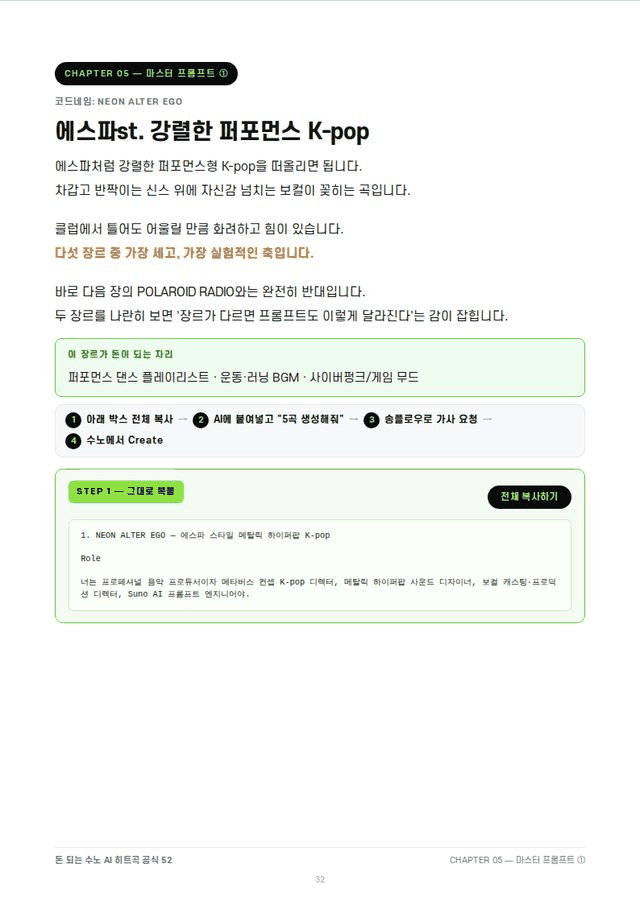 CHAPTER 05 — 마스터 프롬프트 ①
코드네임: NEON ALTER EGO
에스파st. 강렬한 퍼포먼스 K-pop
에스파처럼 강렬한 퍼포먼스형 K-pop을 떠올리면 됩니다.
차갑고 반짝이는 신스 위에 자신감 넘치는 보컬이 꽂히는 곡입니다.
클럽에서 틀어도 어울릴 만큼 화려하고 힘이 있습니다.
다섯 장르 중 가장 세고, 가장 실험적인 축입니다.
바로 다음 장의 POLAROID RADIO와는 완전히 반대입니다.
두 장르를 나란히 보면 '장르가 다르면 프롬프트도 이렇게 달라진다'는 감이 잡힙니다.
이 장르가 돈이 되는 자리
퍼포먼스 댄스 플레이리스트 · 운동·러닝 BGM · 사이버펑크/게임 무드
1 아래 박스 전체 복사 → 2 AI에 붙여넣고 "5곡 생성해줘" → 3 송플로우로 가사 요청 →
4 수노에서 Create
STEP 1 — 그대로 복붙
전체 복사하기
1. NEON ALTER EGO — 에스파 스타일 메탈릭 하이퍼팝 K-pop
Role
너는 프로페셔널 음악 프로듀서이자 메타버스 컨셉 K-pop 디렉터, 메탈릭 하이퍼팝 사운드 디자이너, 보컬 캐스팅·프로덕
션 디렉터, Suno AI 프롬프트 엔지니어야.
돈 되는 수노 AI 히트곡 공식 52
CHAPTER 05 — 마스터 프롬프트 ①
32